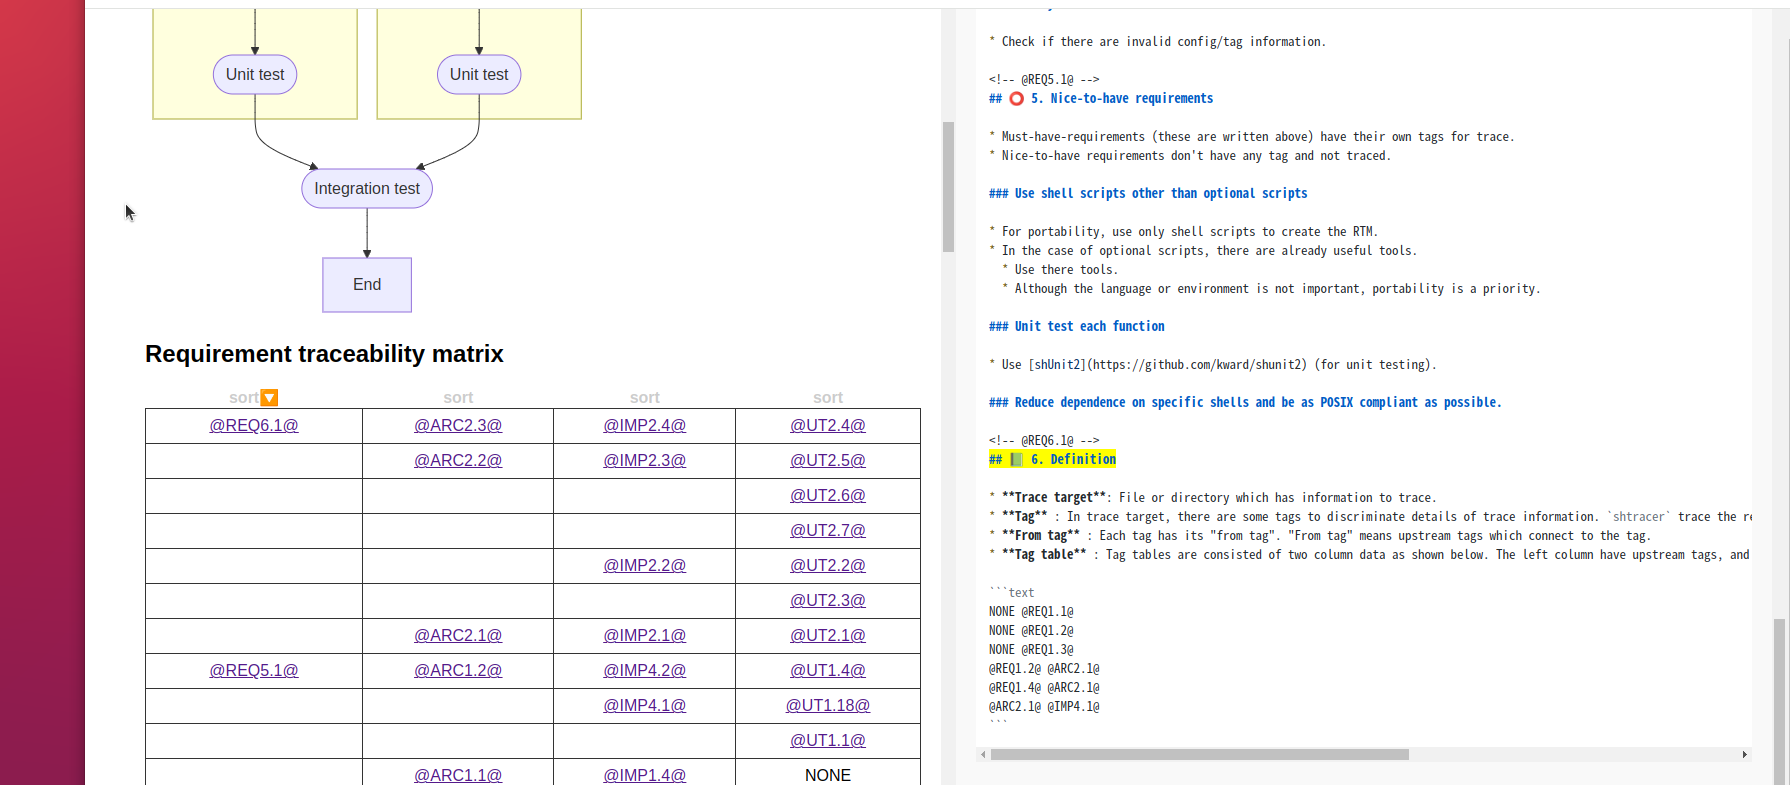 Unit test
Unit test
Integration test
End
Requirement traceability matrix
sort🔽 sort sort sort
@REQ6.1@ @ARC2.3@ @IMP2.4@ @UT2.4@
@ARC2.2@ @IMP2.3@ @UT2.5@
@UT2.6@
@UT2.7@
@IMP2.2@ @UT2.2@
@UT2.3@
@ARC2.1@ @IMP2.1@ @UT2.1@
@REQ5.1@ @ARC1.2@ @IMP4.2@ @UT1.4@
@IMP4.1@ @UT1.18@
@UT1.1@
@ARC1.1@ @IMP1.4@ NONE
* Check if there are invalid config/tag information.
<!-- @REQ5.1@ -->
## ⭕ 5. Nice-to-have requirements
* Must-have-requirements (these are written above) have their own tags for trace.
* Nice-to-have requirements don't have any tag and not traced.
### Use shell scripts other than optional scripts
* For portability, use only shell scripts to create the RTM.
* In the case of optional scripts, there are already useful tools.
* Use there tools.
* Although the language or environment is not important, portability is a priority.
### Unit test each function
* Use [shUnit2](https://github.com/kward/shunit2) (for unit testing).
### Reduce dependence on specific shells and be as POSIX compliant as possible.
<!-- @REQ6.1@ -->
## 📗 6. Definition
* **Trace target**: File or directory which has information to trace.
* **Tag** : In trace target, there are some tags to discriminate details of trace information. `shtracer` trace the
* **From tag** : Each tag has its "from tag". "From tag" means upstream tags which connect to the tag.
* **Tag table** : Tag tables are consisted of two column data as shown below. The left column have upstream tags, and
```text
NONE @REQ1.1@
NONE @REQ1.2@
NONE @REQ1.3@
@REQ1.2@ @ARC2.1@
@REQ1.4@ @ARC2.1@
@ARC2.1@ @IMP4.1@
```